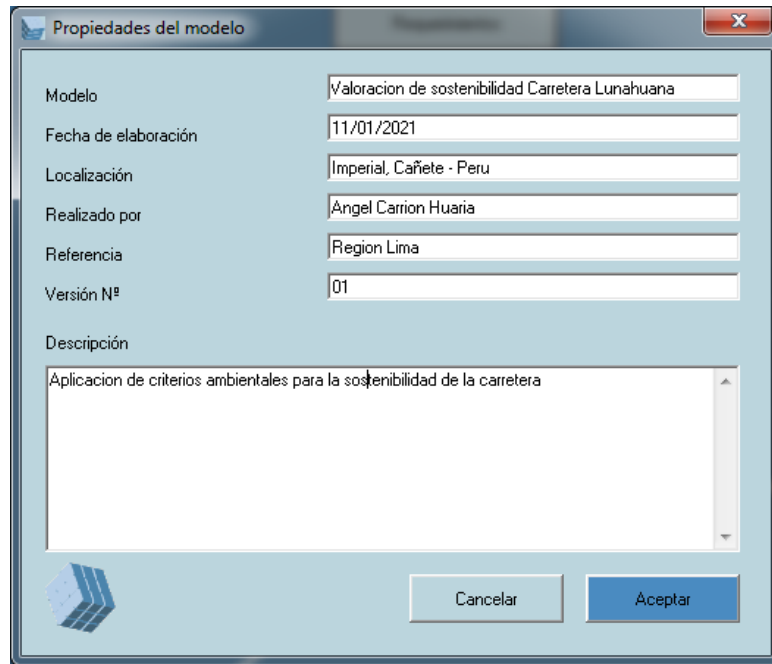 Propiedades del modelo
Modelo
Valoracion de sostenibilidad Carretera Lunahuana
Fecha de elaboración
11/01/2021
Localización
Imperial, Cañete - Peru
Realizado por
Angel Carrion Huaria
Referencia
Region Lima
Versión Nº
01
Descripción
Aplicacion de criterios ambientales para la sostenibilidad de la carretera
Cancelar
Aceptar